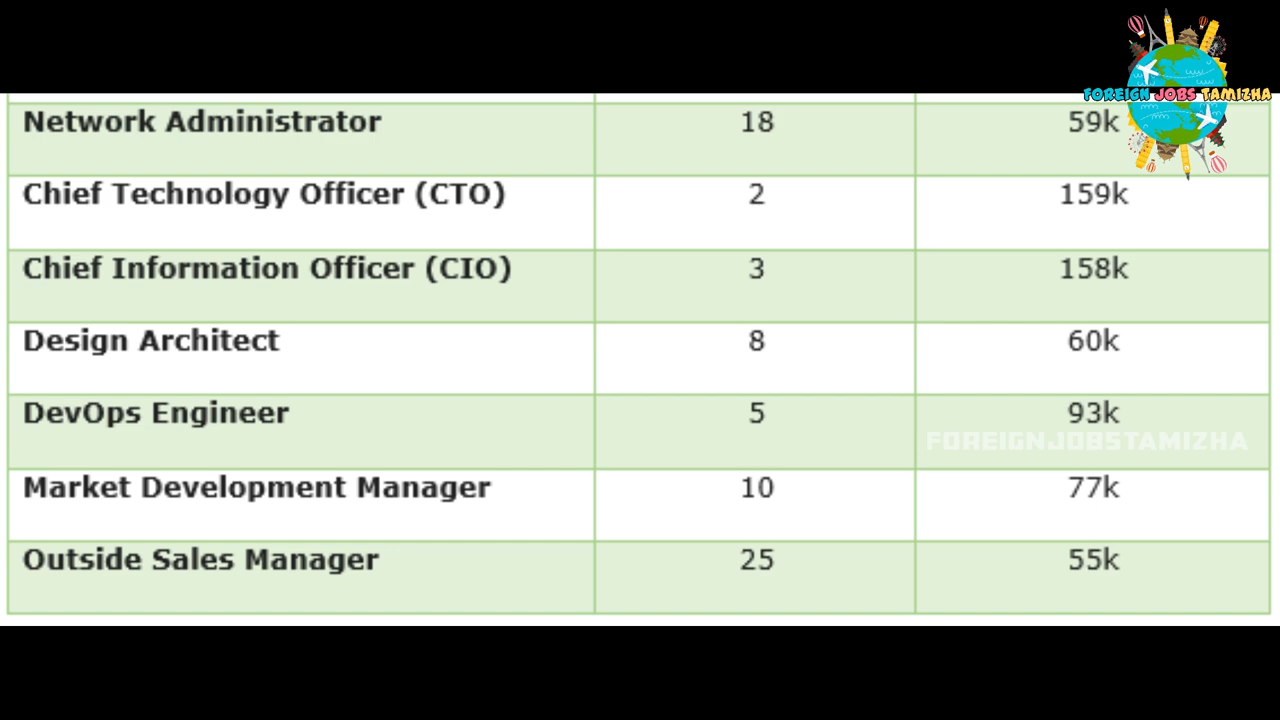 FOREIGN JOBS TAMIZHA
Network Administrator 18 59k
Chief Technology Officer (CTO) 2 159k
Chief Information Officer (CIO) 3 158k
Design Architect 8 60k
DevOps Engineer 5 93k
FOREIGNJOBSTAMIZHA
Market Development Manager 10 77k
Outside Sales Manager 25 55k